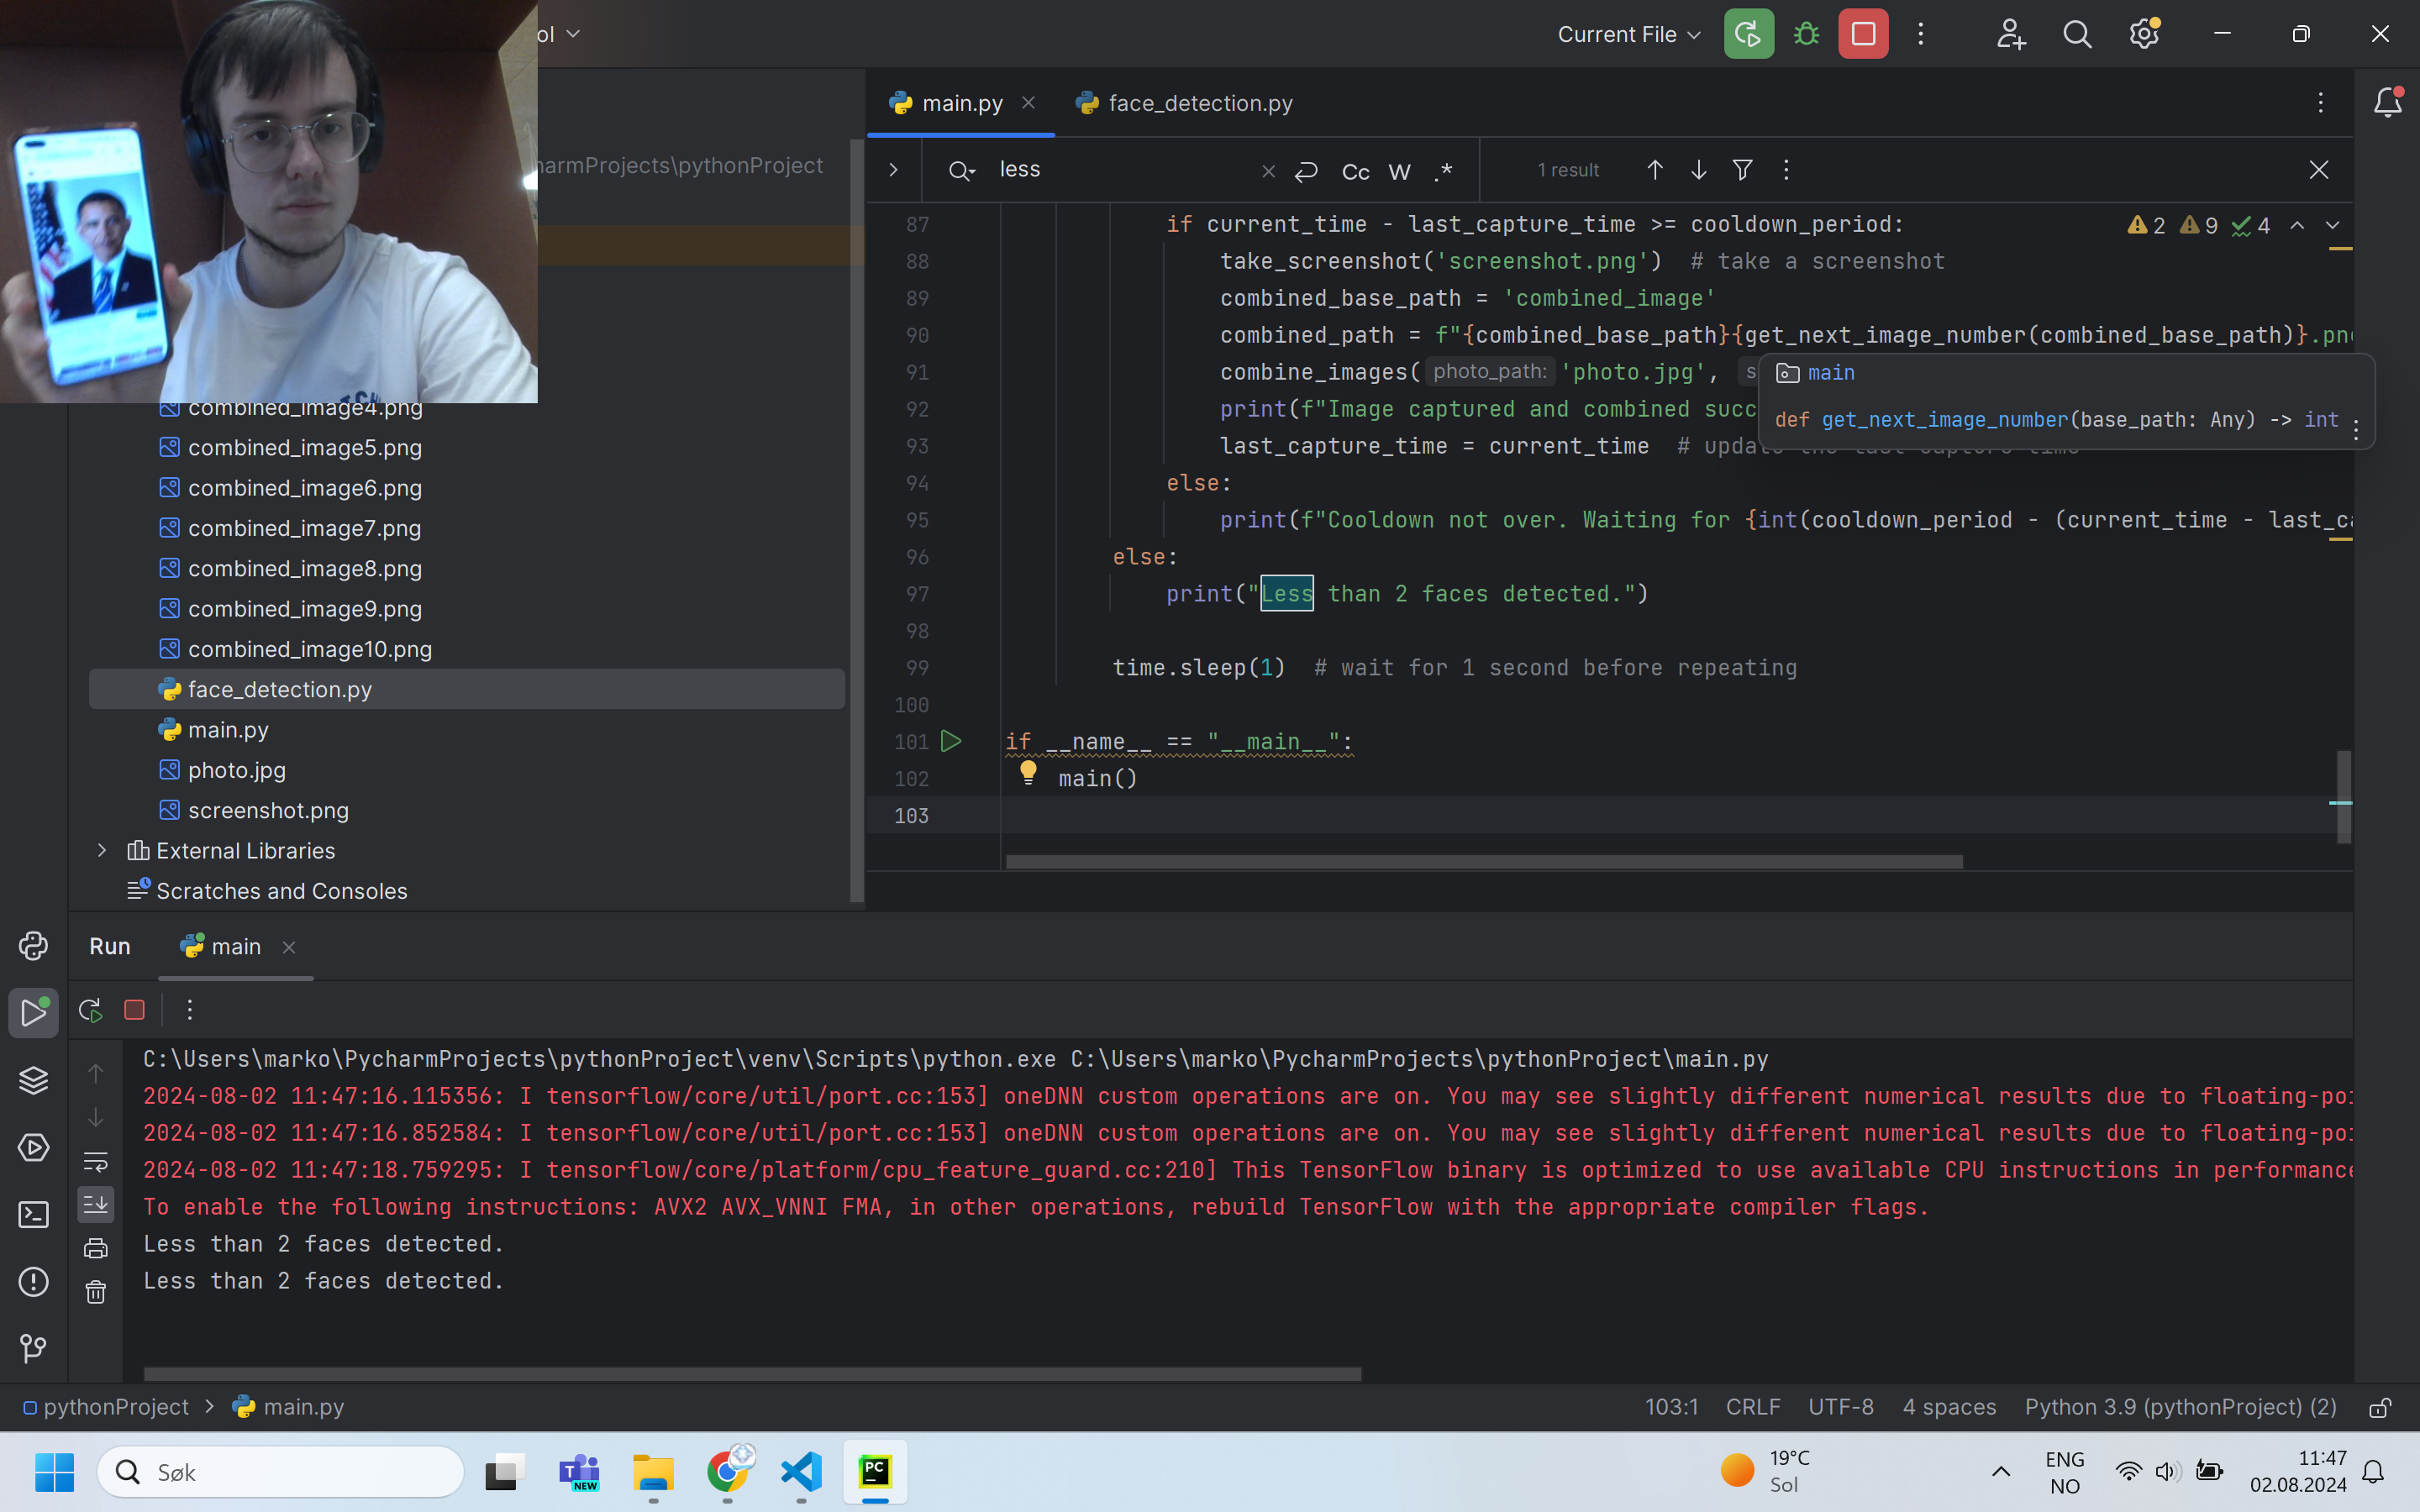 ol
Current File
main.py
face_detection.py
armProjects\pythonProject
less
Cc W .*
1 result
87 if current_time - last_capture_time >= cooldown_period:
2 9 4
88 take_screenshot('screenshot.png')  # take a screenshot
89 combined_base_path = 'combined_image'
90 combined_path = f"{combined_base_path}{get_next_image_number(combined_base_path)}.pn
91 combine_images( photo_path: 'photo.jpg', s
main
92 print(f"Image captured and combined succ
def get_next_image_number(base_path: Any) -> int
93 last_capture_time = current_time  # update the last capture time
94 else:
95 print(f"Cooldown not over. Waiting for {int(cooldown_period - (current_time - last_ca
96 else:
97 print("Less than 2 faces detected.")
98
99 time.sleep(1)  # wait for 1 second before repeating
100
101 if __name__ == "__main__":
102 main()
103
combined_image4.png
combined_image5.png
combined_image6.png
combined_image7.png
combined_image8.png
combined_image9.png
combined_image10.png
face_detection.py
main.py
photo.jpg
screenshot.png
External Libraries
Scratches and Consoles
Run
main
C:\Users\marko\PycharmProjects\pythonProject\venv\Scripts\python.exe C:\Users\marko\PycharmProjects\pythonProject\main.py
2024-08-02 11:47:16.115356: I tensorflow/core/util/port.cc:153] oneDNN custom operations are on. You may see slightly different numerical results due to floating-poi
2024-08-02 11:47:16.852584: I tensorflow/core/util/port.cc:153] oneDNN custom operations are on. You may see slightly different numerical results due to floating-poi
2024-08-02 11:47:18.759295: I tensorflow/core/platform/cpu_feature_guard.cc:210] This TensorFlow binary is optimized to use available CPU instructions in performance
To enable the following instructions: AVX2 AVX_VNNI FMA, in other operations, rebuild TensorFlow with the appropriate compiler flags.
Less than 2 faces detected.
Less than 2 faces detected.
pythonProject
main.py
103:1 CRLF UTF-8 4 spaces Python 3.9 (pythonProject) (2)
Søk
NEW
PC
19°C
Sol
ENG
NO
11:47
02.08.2024